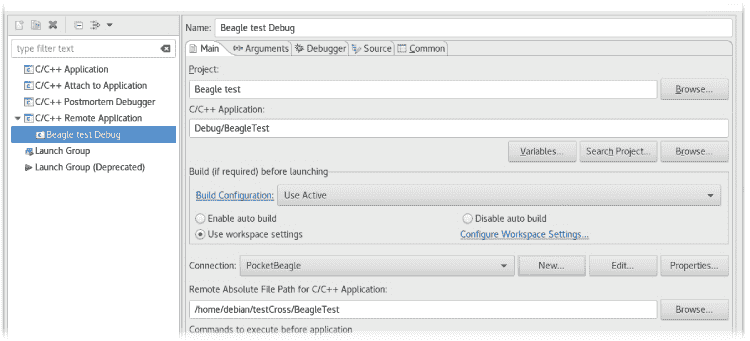 Name: Beagle test Debug
type filter text
C/C++ Application
C/C++ Attach to Application
C/C++ Postmortem Debugger
C/C++ Remote Application
Beagle test Debug
Launch Group
Launch Group (Deprecated)
Main Arguments Debugger Source Common
Project:
Beagle test Browse...
C/C++ Application:
Debug/BeagleTest
Variables... Search Project... Browse...
Build (if required) before launching
Build Configuration: Use Active
Enable auto build Disable auto build
Use workspace settings Configure Workspace Settings...
Connection: PocketBeagle New... Edit... Properties...
Remote Absolute File Path for C/C++ Application:
/home/debian/testCross/BeagleTest Browse...
Commands to execute before application